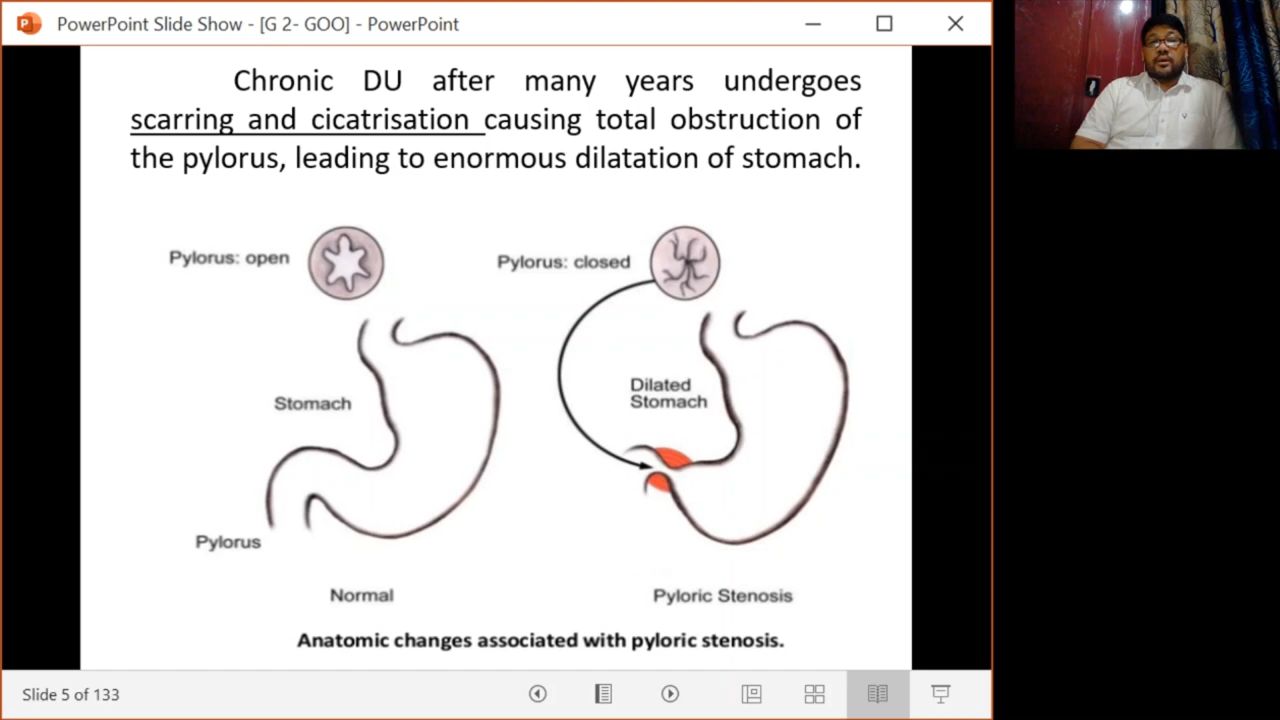 PowerPoint Slide Show - [G 2- GOO] - PowerPoint
Chronic DU after many years undergoes
scarring and cicatrisation causing total obstruction of
the pylorus, leading to enormous dilatation of stomach.
Pylorus: open
Pylorus: closed
Stomach
Dilated
Stomach
Pylorus
Normal
Pyloric Stenosis
Anatomic changes associated with pyloric stenosis.
Slide 5 of 133